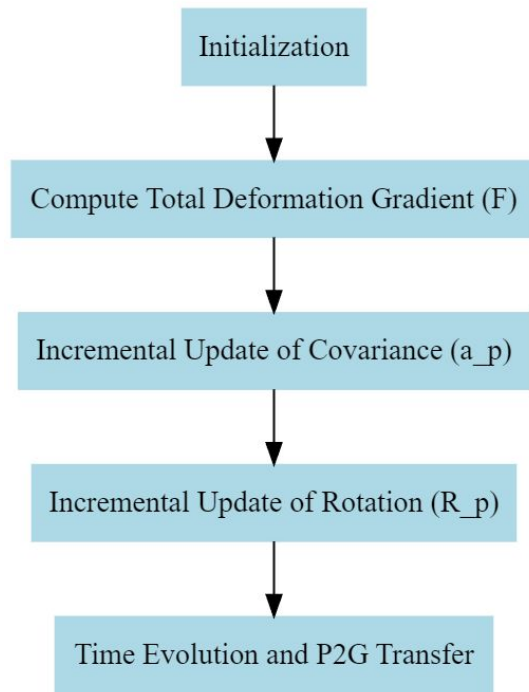 Initialization
Compute Total Deformation Gradient (F)
Incremental Update of Covariance (a_p)
Incremental Update of Rotation (R_p)
Time Evolution and P2G Transfer